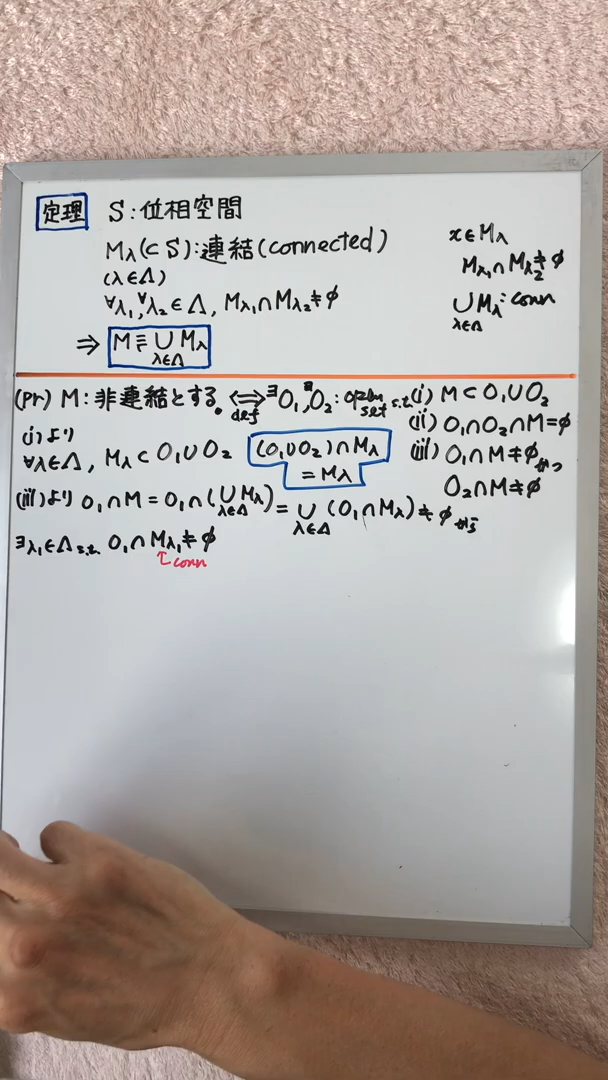 定理 S:位相空間
Mλ(⊂S):連結(connected)
(λ∈Λ)
∀λ₁,∀λ₂∈Λ, Mλ₁∩Mλ₂≠∅
⇒ M≡∪Mλ
λ∈Λ
x∈Mλ
Mλ₁∩Mλ₂≠∅
∪Mλ:conn
λ∈Λ
(Pr) M:非連結とする。⇔def ∃O₁,∃O₂:open set s.t. (i) M⊂O₁∪O₂
(ii) O₁∩O₂∩M=∅
(iii) O₁∩M≠∅かつ
O₂∩M≠∅
(i)より
∀λ∈Λ, Mλ⊂O₁∪O₂ (O₁∪O₂)∩Mλ
=Mλ
(iii)より O₁∩M=O₁∩(∪λ∈Λ Mλ)=∪λ∈Λ(O₁∩Mλ)≠∅から
∃λ₁∈Λ s.t. O₁∩Mλ₁≠∅
conn